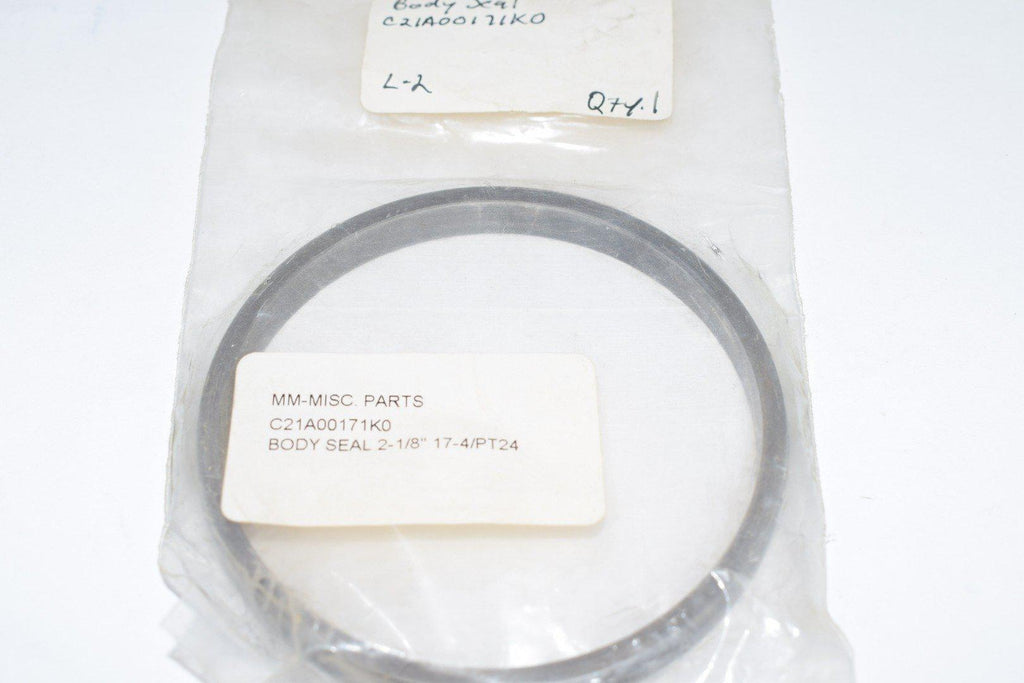 Body Seal
C21A00171K0
L-2
Qty. 1
MM-MISC. PARTS
C21A00171K0
BODY SEAL 2-1/8" 17-4/PT24